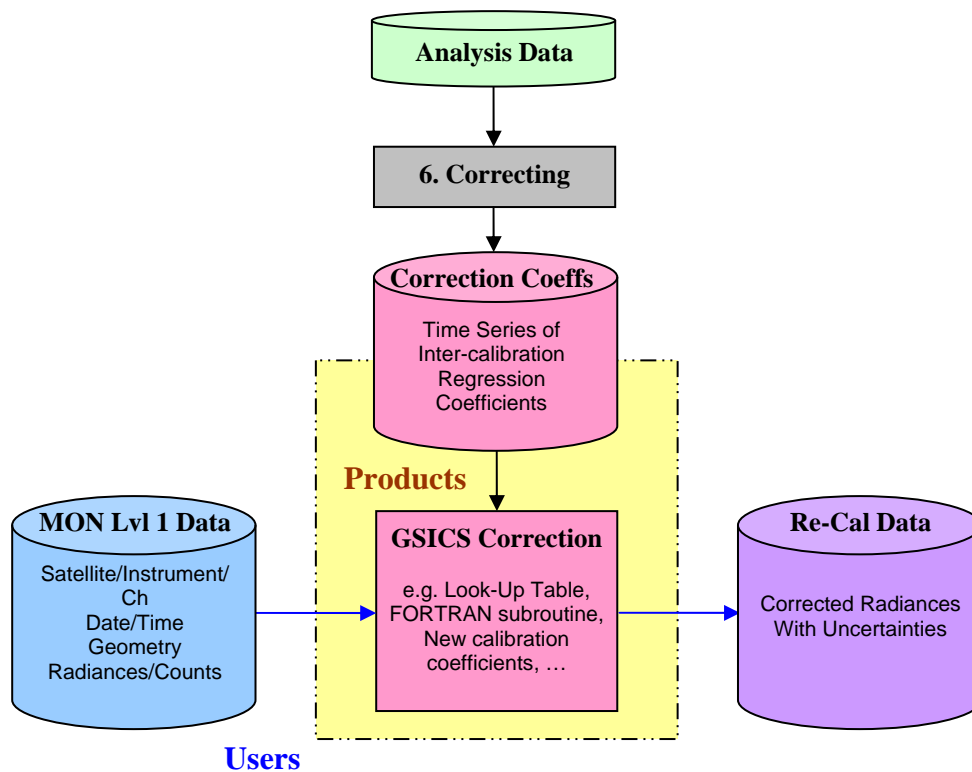 Analysis Data
6. Correcting
Correction Coeffs
Time Series of
Inter-calibration
Regression
Coefficients
Products
MON Lvl 1 Data
Satellite/Instrument/
Ch
Date/Time
Geometry
Radiances/Counts
GSICS Correction
e.g. Look-Up Table,
FORTRAN subroutine,
New calibration
coefficients, …
Re-Cal Data
Corrected Radiances
With Uncertainties
Users